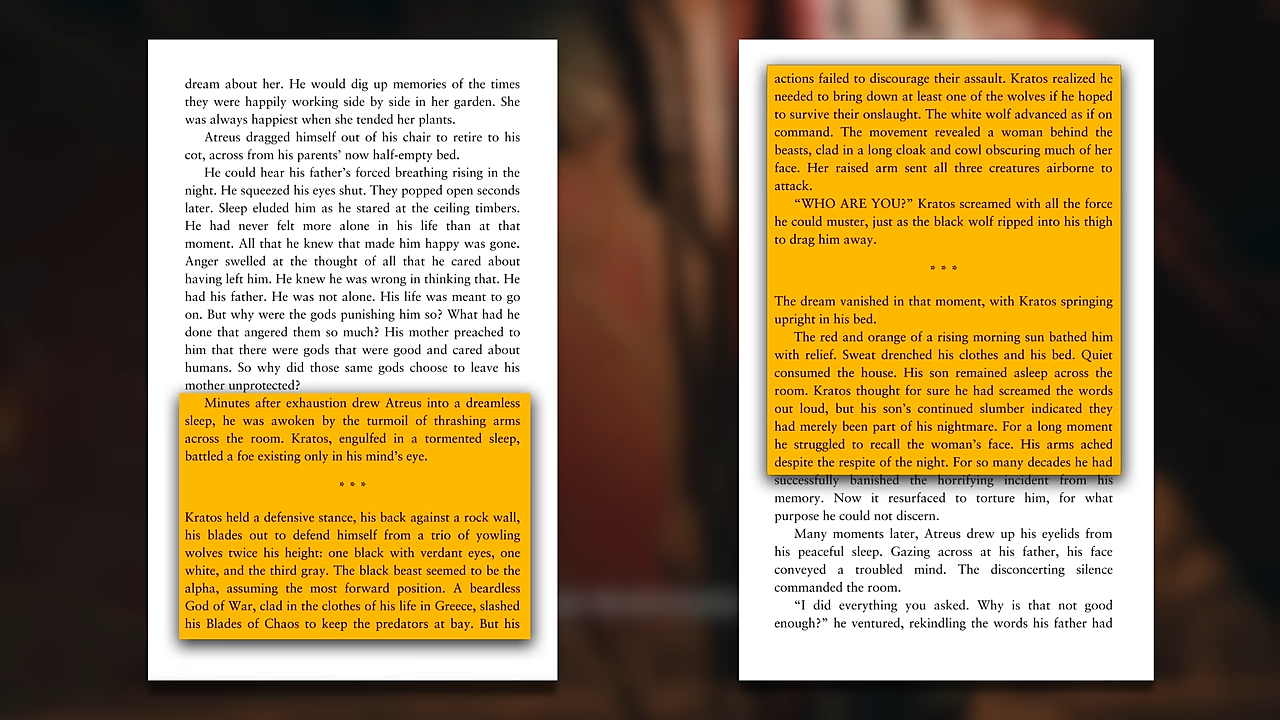 dream about her. He would dig up memories of the times
they were happily working side by side in her garden. She
was always happiest when she tended her plants.
Atreus dragged himself out of his chair to retire to his
cot, across from his parents’ now half-empty bed.
He could hear his father’s forced breathing rising in the
night. He squeezed his eyes shut. They popped open seconds
later. Sleep eluded him as he stared at the ceiling timbers.
He had never felt more alone in his life than at that
moment. All that he knew that made him happy was gone.
Anger swelled at the thought of all that he cared about
having left him. He knew he was wrong in thinking that. He
had his father. He was not alone. His life was meant to go
on. But why were the gods punishing him so? What had he
done that angered them so much? His mother preached to
him that there were gods that were good and cared about
humans. So why did those same gods choose to leave his
mother unprotected?
Minutes after exhaustion drew Atreus into a dreamless
sleep, he was awoken by the turmoil of thrashing arms
across the room. Kratos, engulfed in a tormented sleep,
battled a foe existing only in his mind’s eye.
* * *
Kratos held a defensive stance, his back against a rock wall,
his blades out to defend himself from a trio of yowling
wolves twice his height: one black with verdant eyes, one
white, and the third gray. The black beast seemed to be the
alpha, assuming the most forward position. A beardless
God of War, clad in the clothes of his life in Greece, slashed
his Blades of Chaos to keep the predators at bay. But his
actions failed to discourage their assault. Kratos realized he
needed to bring down at least one of the wolves if he hoped
to survive their onslaught. The white wolf advanced as if on
command. The movement revealed a woman behind the
beasts, clad in a long cloak and cowl obscuring much of her
face. Her raised arm sent all three creatures airborne to
attack.
“WHO ARE YOU?” Kratos screamed with all the force
he could muster, just as the black wolf ripped into his thigh
to drag him away.
* * *
The dream vanished in that moment, with Kratos springing
upright in his bed.
The red and orange of a rising morning sun bathed him
with relief. Sweat drenched his clothes and his bed. Quiet
consumed the house. His son remained asleep across the
room. Kratos thought for sure he had screamed the words
out loud, but his son’s continued slumber indicated they
had merely been part of his nightmare. For a long moment
he struggled to recall the woman’s face. His arms ached
despite the respite of the night. For so many decades he had
successfully banished the horrifying incident from his
memory. Now it resurfaced to torture him, for what
purpose he could not discern.
Many moments later, Atreus drew up his eyelids from
his peaceful sleep. Gazing across at his father, his face
conveyed a troubled mind. The disconcerting silence
commanded the room.
“I did everything you asked. Why is that not good
enough?” he ventured, rekindling the words his father had